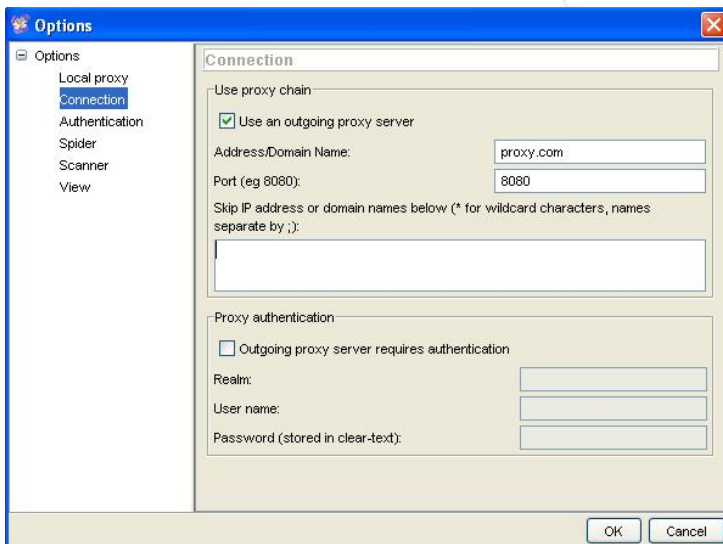 Options
Options
Local proxy
Connection
Authentication
Spider
Scanner
View
Connection
Use proxy chain
Use an outgoing proxy server
Address/Domain Name: proxy.com
Port (eg 8080): 8080
Skip IP address or domain names below (* for wildcard characters, names
separate by ;):
Proxy authentication
Outgoing proxy server requires authentication
Realm:
User name:
Password (stored in clear-text):
OK Cancel